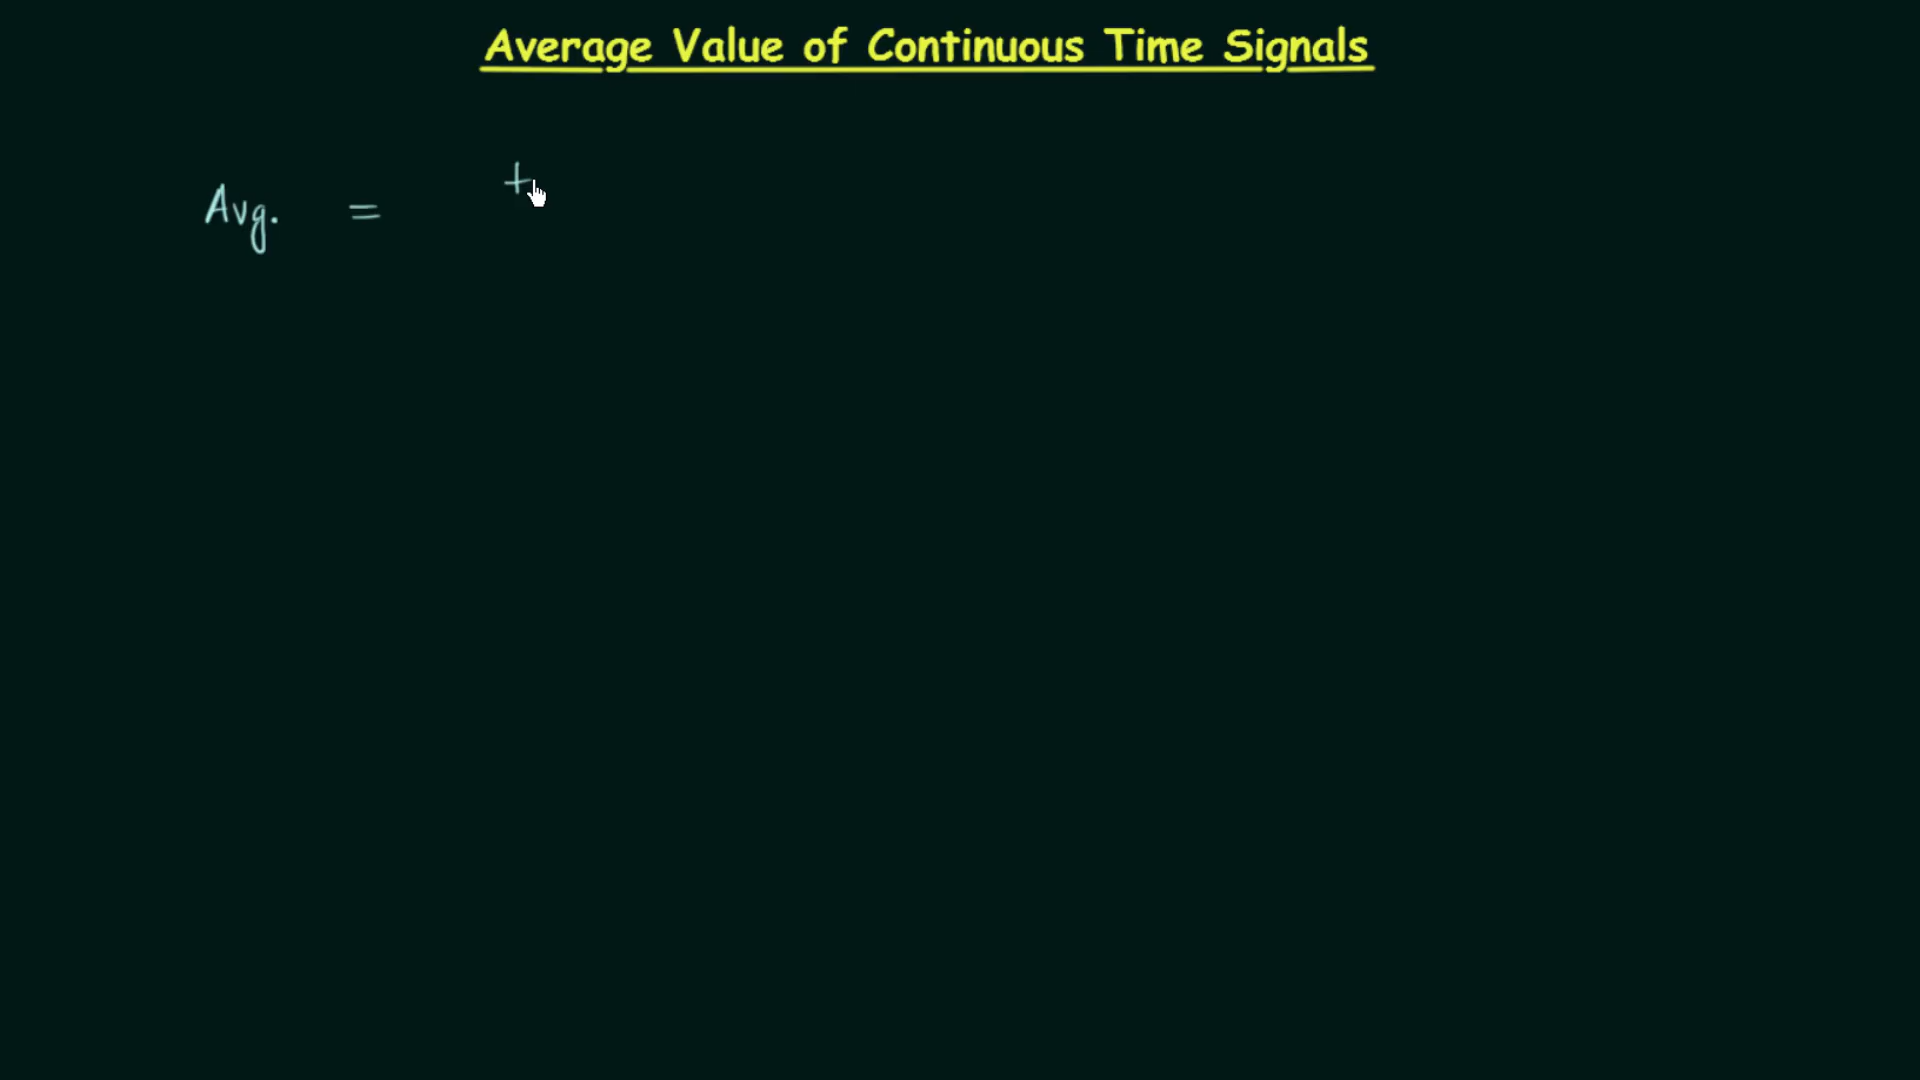 Average Value of Continuous Time Signals
Avg. = +